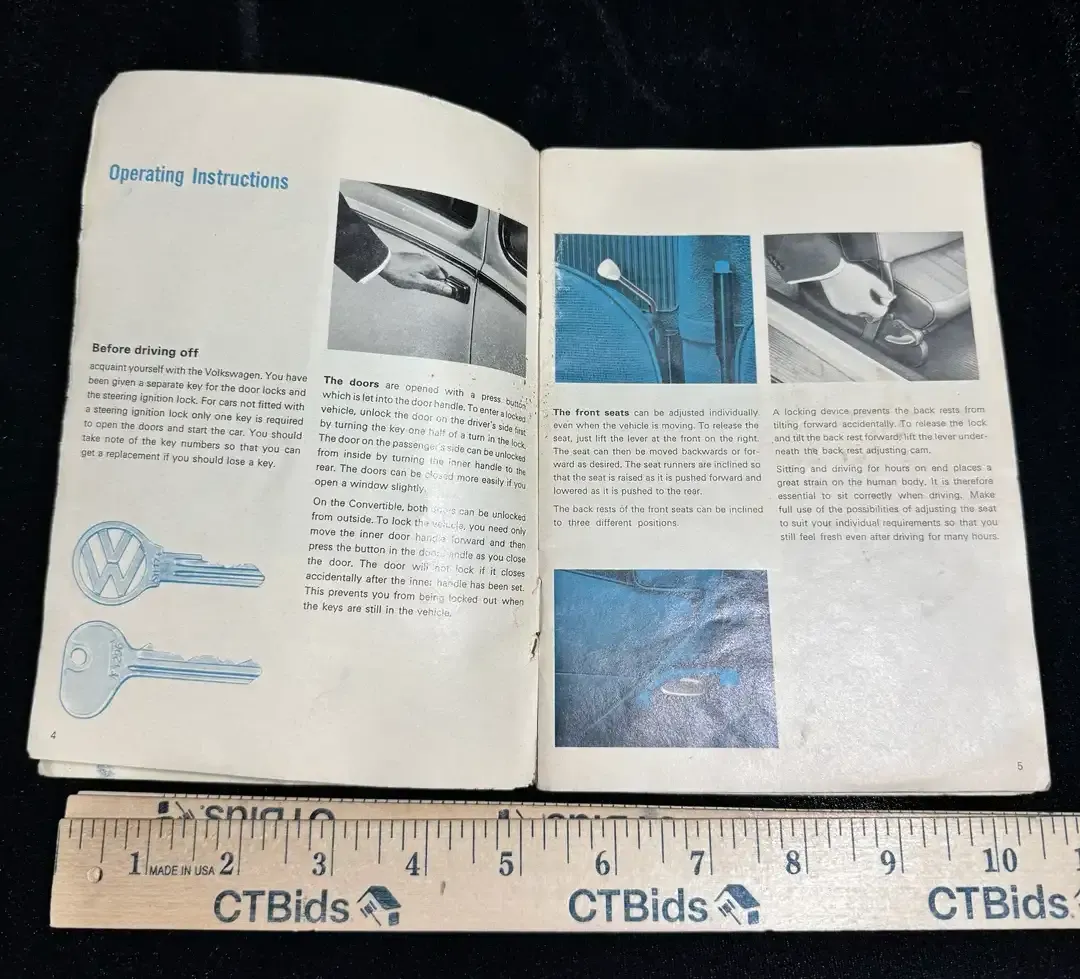 Operating Instructions
Before driving off
acquaint yourself with the Volkswagen. You have
been given a separate key for the door locks and
the steering ignition lock. For cars not fitted with
a steering ignition lock only one key is required
to open the doors and start the car. You should
take note of the key numbers so that you can
get a replacement if you should lose a key.
4
The doors are opened with a press button
which is let into the door handle. To enter a locked
vehicle, unlock the door on the driver's side first
by turning the key one half of a turn in the lock.
The door on the passenger's side can be unlocked
from inside by turning the inner handle to the
rear. The doors can be closed more easily if you
open a window slightly.
On the Convertible, both doors can be unlocked
from outside. To lock the vehicle, you need only
move the inner door handle forward and then
press the button in the door handle as you close
the door. The door will not lock if it closes
accidentally after the inner handle has been set.
This prevents you from being locked out when
the keys are still in the vehicle.
The front seats can be adjusted individually
even when the vehicle is moving. To release the
seat, just lift the lever at the front on the right.
The seat can then be moved backwards or for-
ward as desired. The seat runners are inclined so
that the seat is raised as it is pushed forward and
lowered as it is pushed to the rear.
The back rests of the front seats can be inclined
to three different positions.
A locking device prevents the back rests from
tilting forward accidentally. To release the lock
and tilt the back rest forward, lift the lever under-
neath the back rest adjusting cam.
Sitting and driving for hours on end places a
great strain on the human body. It is therefore
essential to sit correctly when driving. Make
full use of the possibilities of adjusting the seat
to suit your individual requirements so that you
still feel fresh even after driving for many hours.
5
1 MADE IN USA 2 3 4 5 6 7 8 9 10
CTBids CTBids CTBids